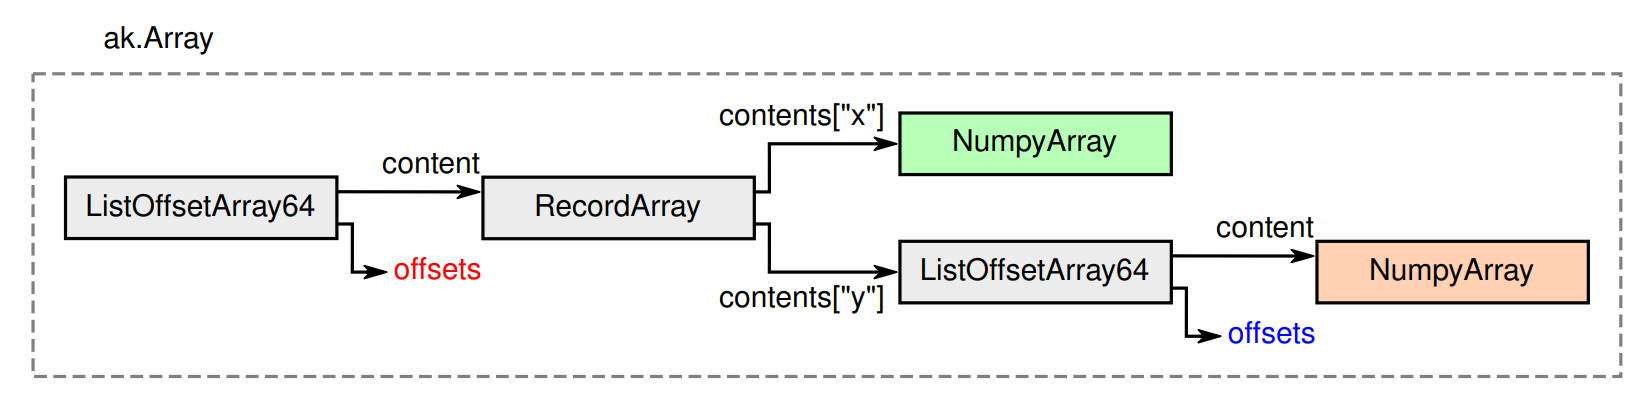 ak.Array
contents["x"]
NumpyArray
content
ListOffsetArray64
RecordArray
offsets
contents["y"]
ListOffsetArray64
content
NumpyArray
offsets